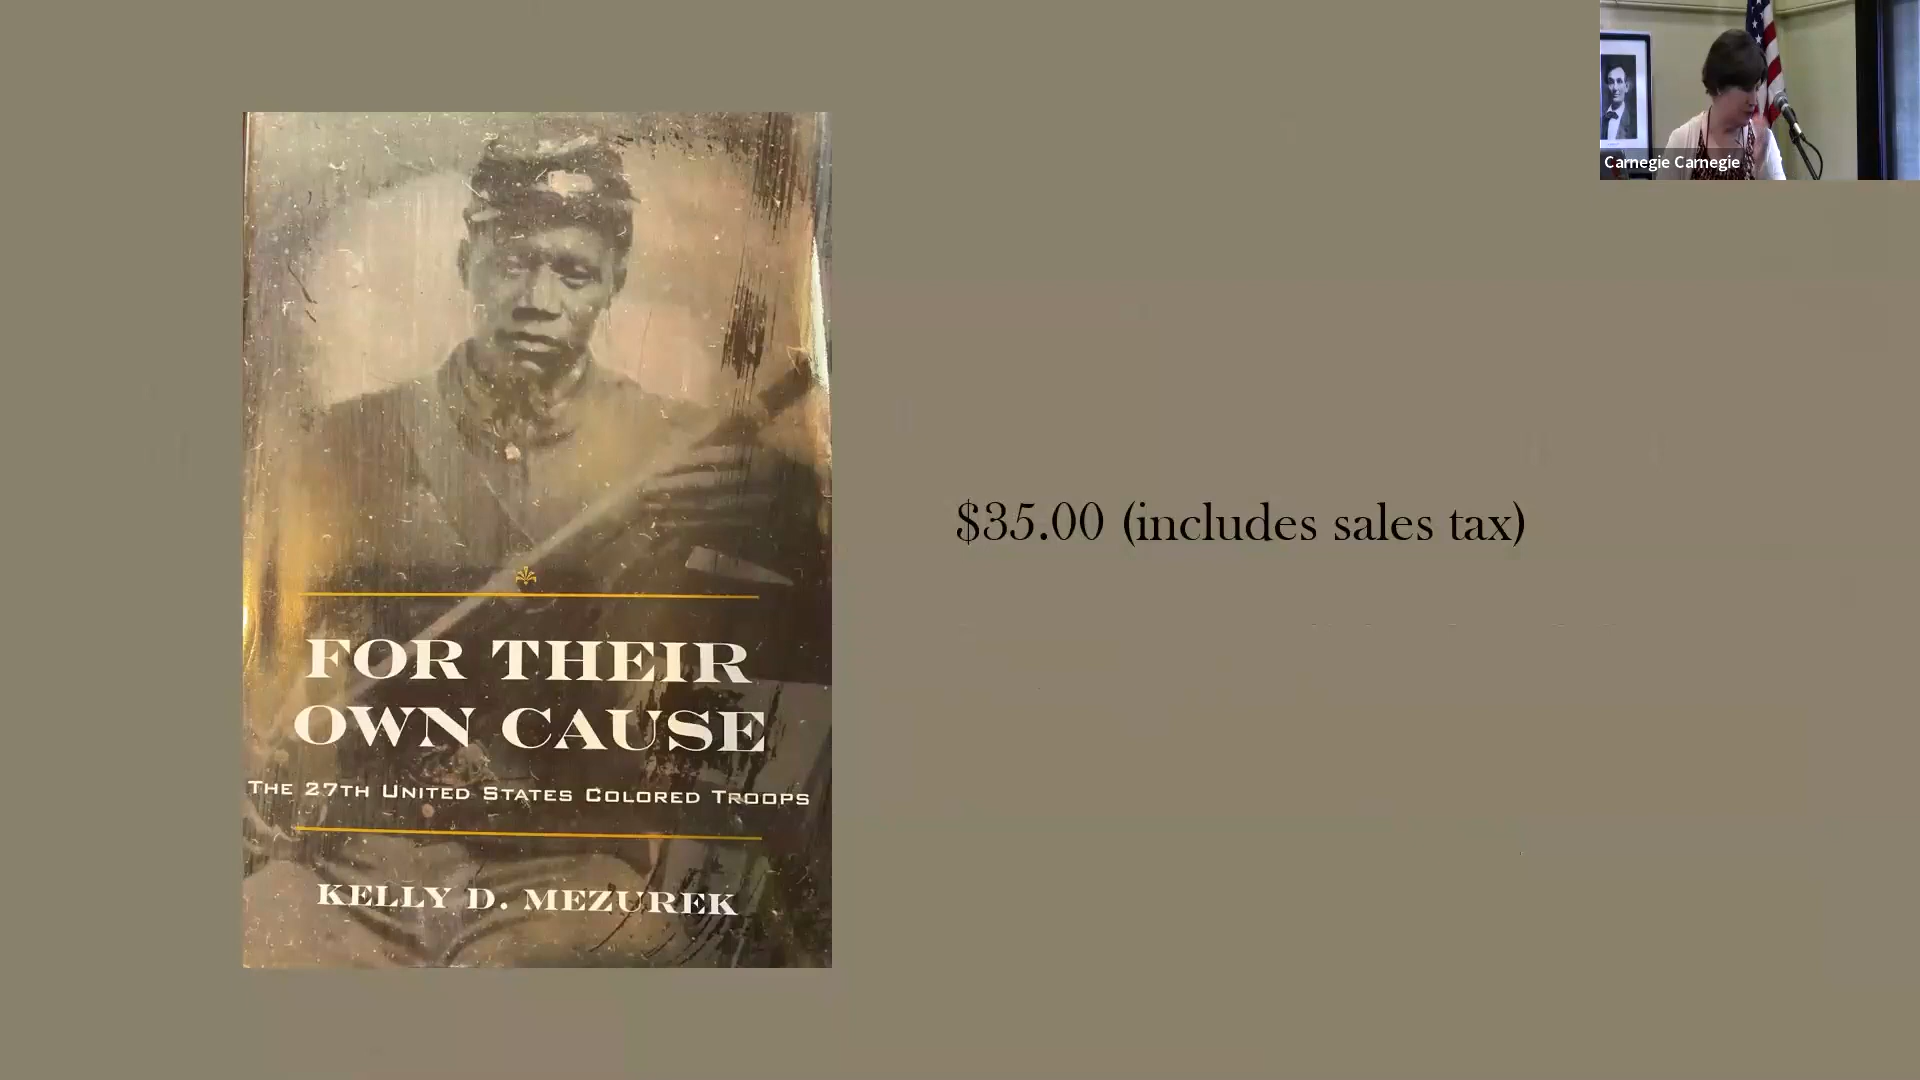 Carnegie Carnegie
$35.00 (includes sales tax)
FOR THEIR
OWN CAUSE
THE 27TH UNITED STATES COLORED TROOPS
KELLY D. MEZUREK